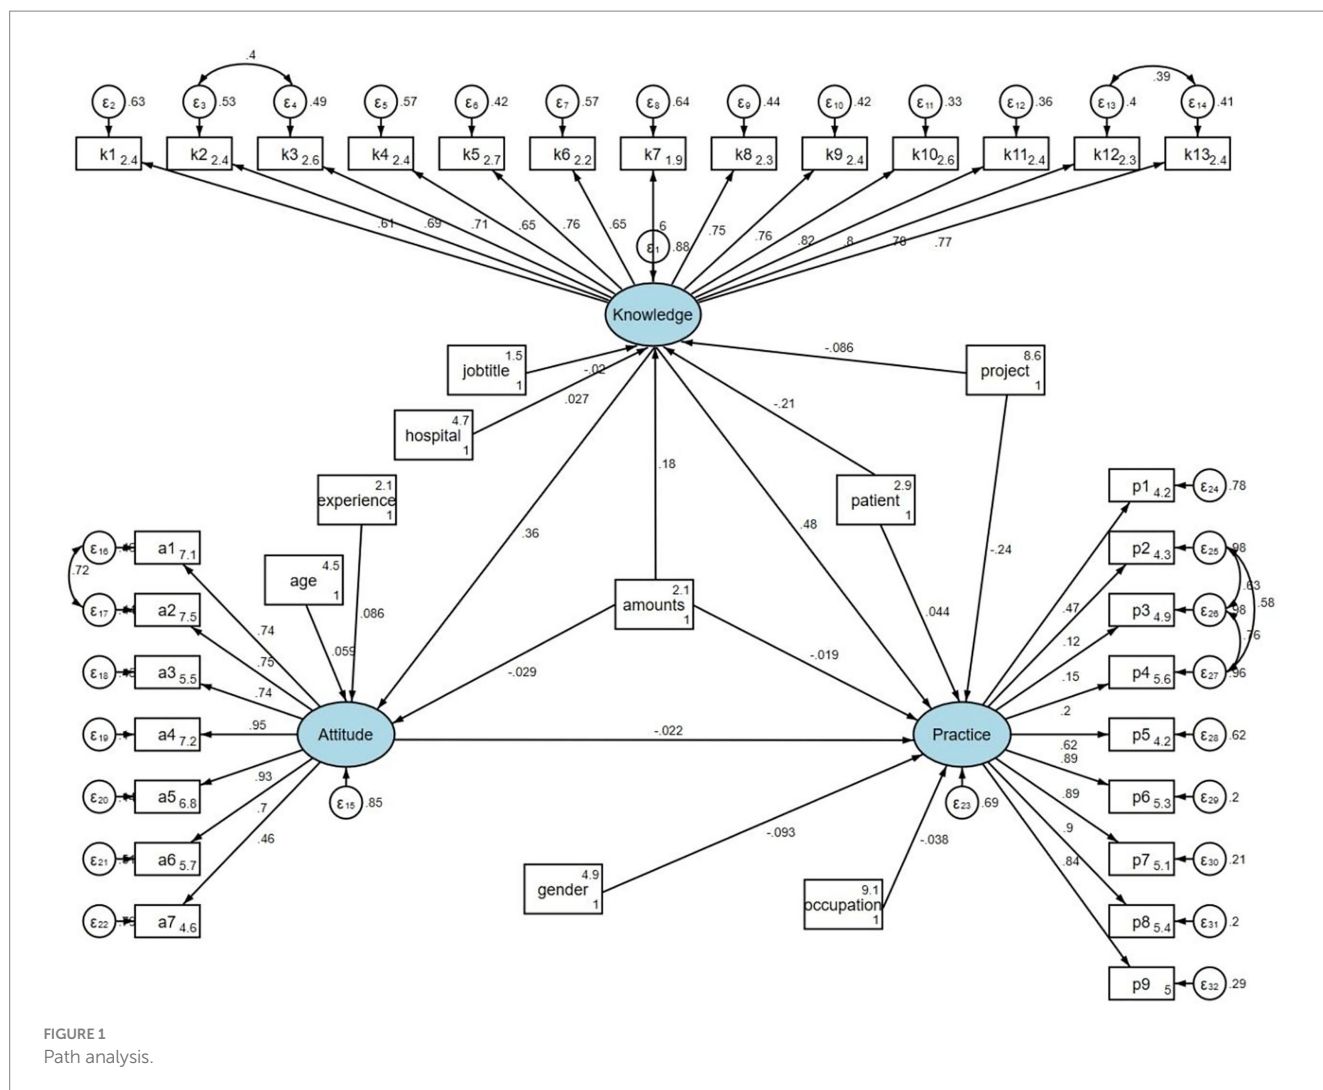 .4
.39
ε2 .63 ε3 .53 ε4 .49 ε5 .57 ε6 .42 ε7 .57 ε8 .64 ε9 .44 ε10 .42 ε11 .33 ε12 .36 ε13 .4 ε14 .41
k1 2.4 k2 2.4 k3 2.6 k4 2.4 k5 2.7 k6 2.2 k7 1.9 k8 2.3 k9 2.4 k10 2.6 k11 2.4 k12 2.3 k13 2.4
.61 .69 .71 .65 .76 .65 .6 .75 .76 .82 .8 .78 .77
ε1 .88
Knowledge
jobtitle 1.5 1
-.02
-.086
project 8.6 1
hospital 4.7 1
.027
-.21
.18
experience 2.1 1
patient 2.9 1
.36
.48
-.24
age 4.5 1
.059
.086
amounts 2.1 1
.044
-.029
-.019
ε16 a1 7.1
.72
ε17 a2 7.5
ε18 a3 5.5
ε19 a4 7.2
ε20 a5 6.8
ε21 a6 5.7
ε22 a7 4.6
.74
.75
.74
.95
.93
.7
.46
Attitude
ε15 .85
-.022
Practice
ε23 .69
-.093
-.038
gender 4.9 1
occupation 9.1 1
p1 4.2 ε24 .78
p2 4.3 ε25 .98
p3 4.9 ε26 .98
p4 5.6 ε27 .96
p5 4.2 ε28 .62
p6 5.3 ε29 .2
p7 5.1 ε30 .21
p8 5.4 ε31 .2
p9 5 ε32 .29
.63
.58
.76
.47
.12
.15
.2
.62
.89
.89
.9
.84
FIGURE 1
Path analysis.